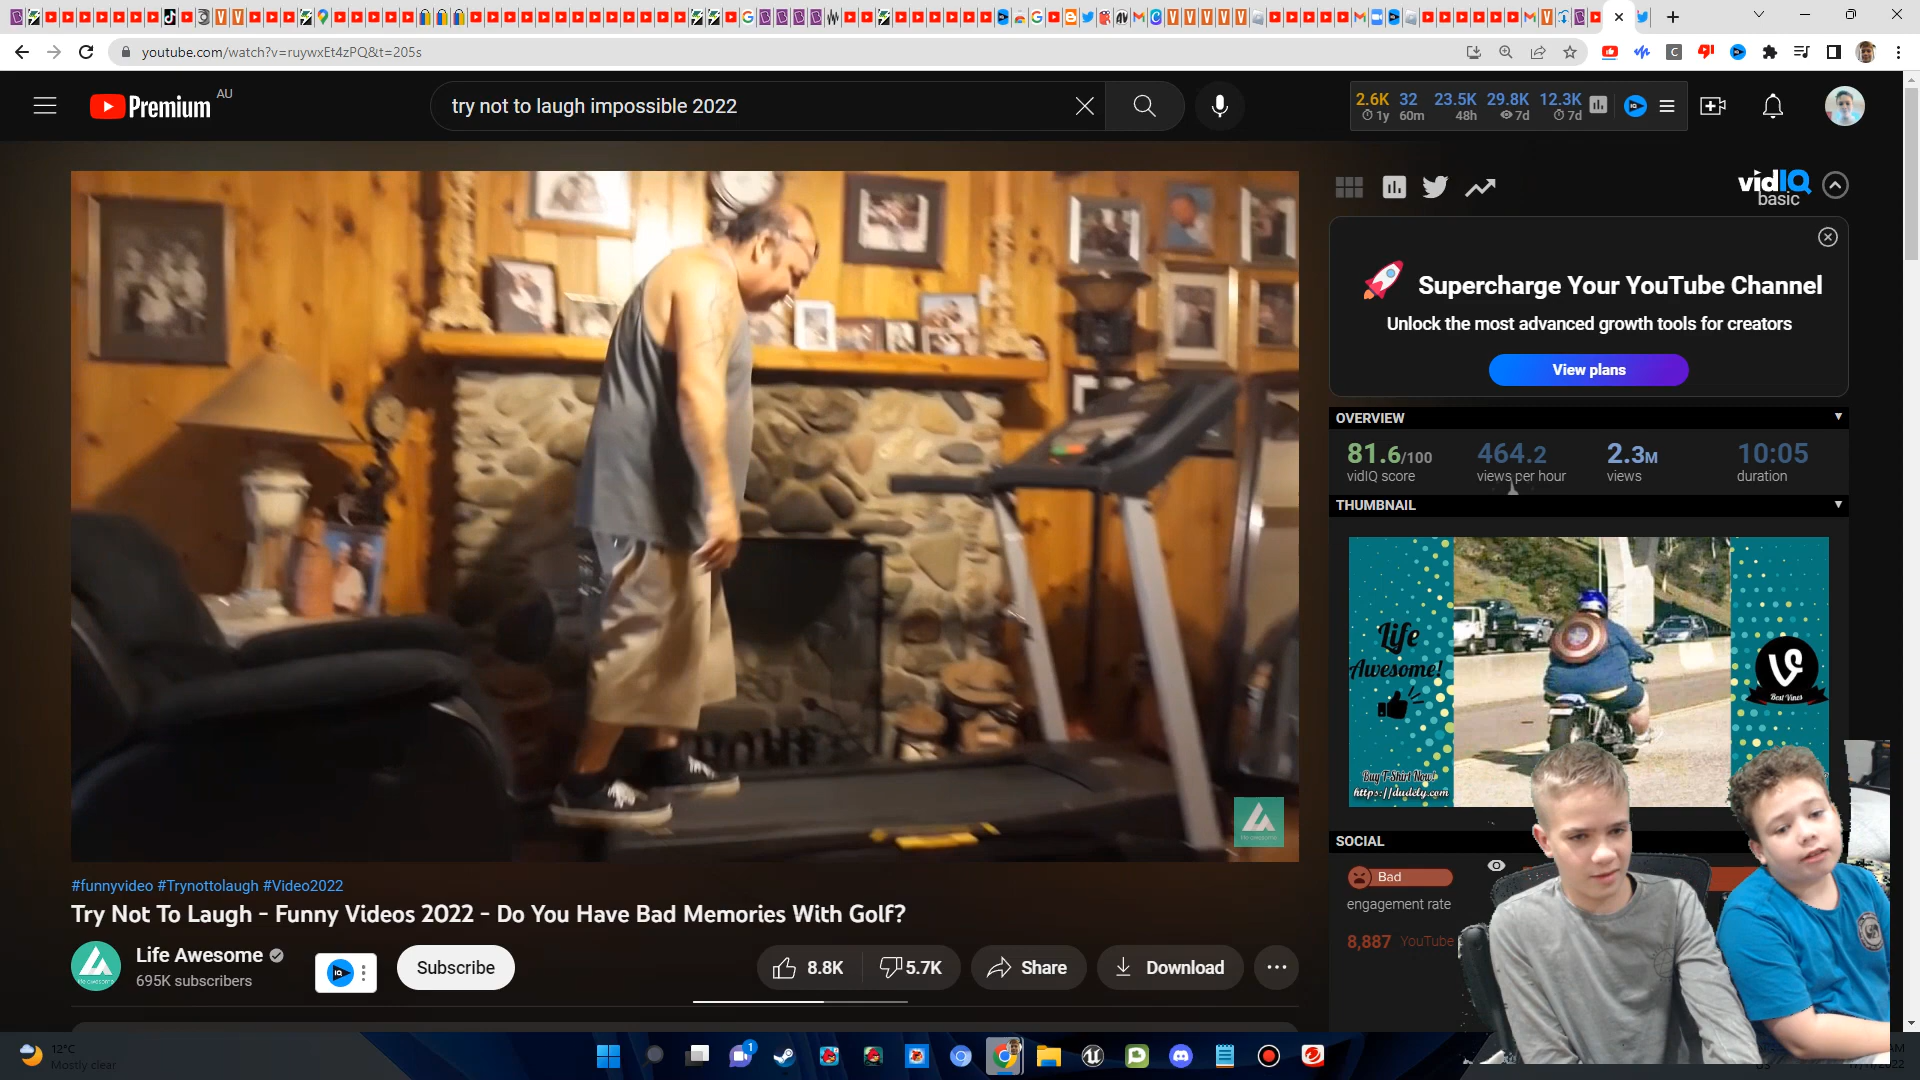 youtube.com/watch?v=ruywxEt4zPQ&t=205s
Premium
AU
try not to laugh impossible 2022
2.6K 32 23.5K 29.8K 12.3K
1y 60m 48h 7d 7d
vidIQ
basic
Supercharge Your YouTube Channel
Unlock the most advanced growth tools for creators
View plans
OVERVIEW
81.6/100 464.2 2.3M 10:05
vidIQ score views per hour views duration
THUMBNAIL
Life
Awesome!
Best Vines
Buy T-Shirt Now!
https://dudely.com
SOCIAL
Bad
engagement rate
8,887 YouTube
#funnyvideo #Trynottolaugh #Video2022
Try Not To Laugh - Funny Videos 2022 - Do You Have Bad Memories With Golf?
Life Awesome
695K subscribers
Subscribe
8.8K
5.7K
Share
Download
12°C
Mostly clear